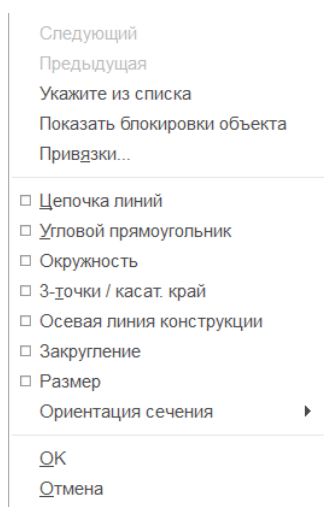 Следующий
Предыдущая
Укажите из списка
Показать блокировки объекта
Привязки...
Цепочка линий
Угловой прямоугольник
Окружность
3-точки / касат. край
Осевая линия конструкции
Закругление
Размер
Ориентация сечения
OK
Отмена